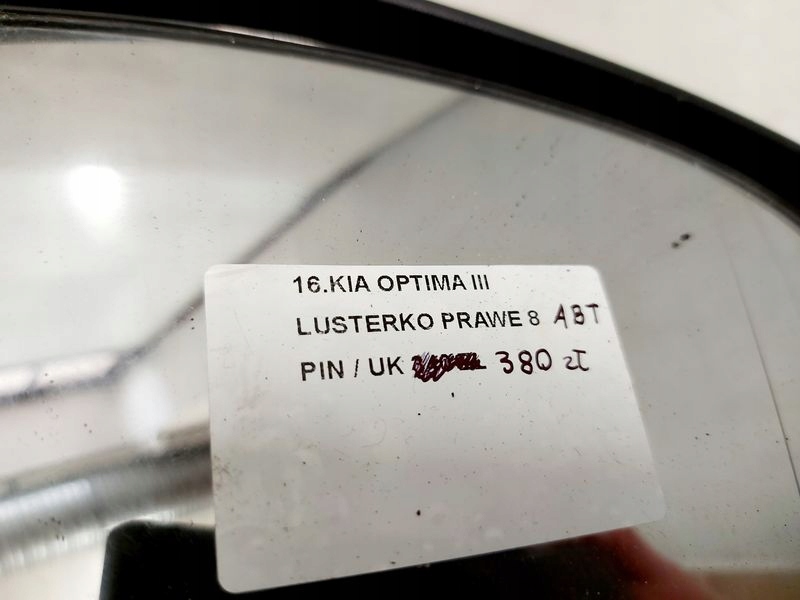 16.KIA OPTIMA III
LUSTERKO PRAWE 8 ABT
PIN / UK 380 zł